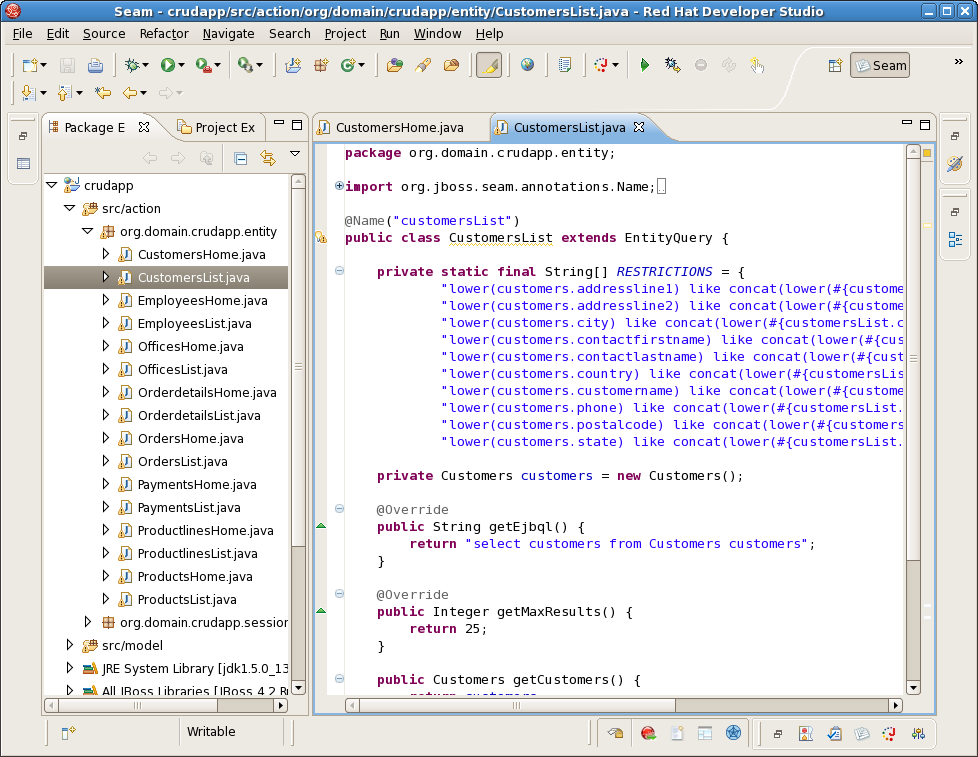 Seam - crudapp/src/action/org/domain/crudapp/entity/CustomersList.java - Red Hat Developer Studio
File Edit Source Refactor Navigate Search Project Run Window Help
Seam »
Package E Project Ex
CustomersHome.java CustomersList.java
crudapp
src/action
org.domain.crudapp.entity
CustomersHome.java
CustomersList.java
EmployeesHome.java
EmployeesList.java
OfficesHome.java
OfficesList.java
OrderdetailsHome.java
OrderdetailsList.java
OrdersHome.java
OrdersList.java
PaymentsHome.java
PaymentsList.java
ProductlinesHome.java
ProductlinesList.java
ProductsHome.java
ProductsList.java
org.domain.crudapp.session
src/model
JRE System Library [jdk1.5.0_13
All JBoss Libraries [JBoss 4.2 R
package org.domain.crudapp.entity;
import org.jboss.seam.annotations.Name;
@Name("customersList")
public class CustomersList extends EntityQuery {
private static final String[] RESTRICTIONS = {
"lower(customers.addressline1) like concat(lower(#{custome
"lower(customers.addressline2) like concat(lower(#{custome
"lower(customers.city) like concat(lower(#{customersList.c
"lower(customers.contactfirstname) like concat(lower(#{cus
"lower(customers.contactlastname) like concat(lower(#{cust
"lower(customers.country) like concat(lower(#{customersLis
"lower(customers.customername) like concat(lower(#{custome
"lower(customers.phone) like concat(lower(#{customersList.
"lower(customers.postalcode) like concat(lower(#{customers
"lower(customers.state) like concat(lower(#{customersList.
private Customers customers = new Customers();
@Override
public String getEjbql() {
return "select customers from Customers customers";
}
@Override
public Integer getMaxResults() {
return 25;
}
public Customers getCustomers() {
return customers
Writable